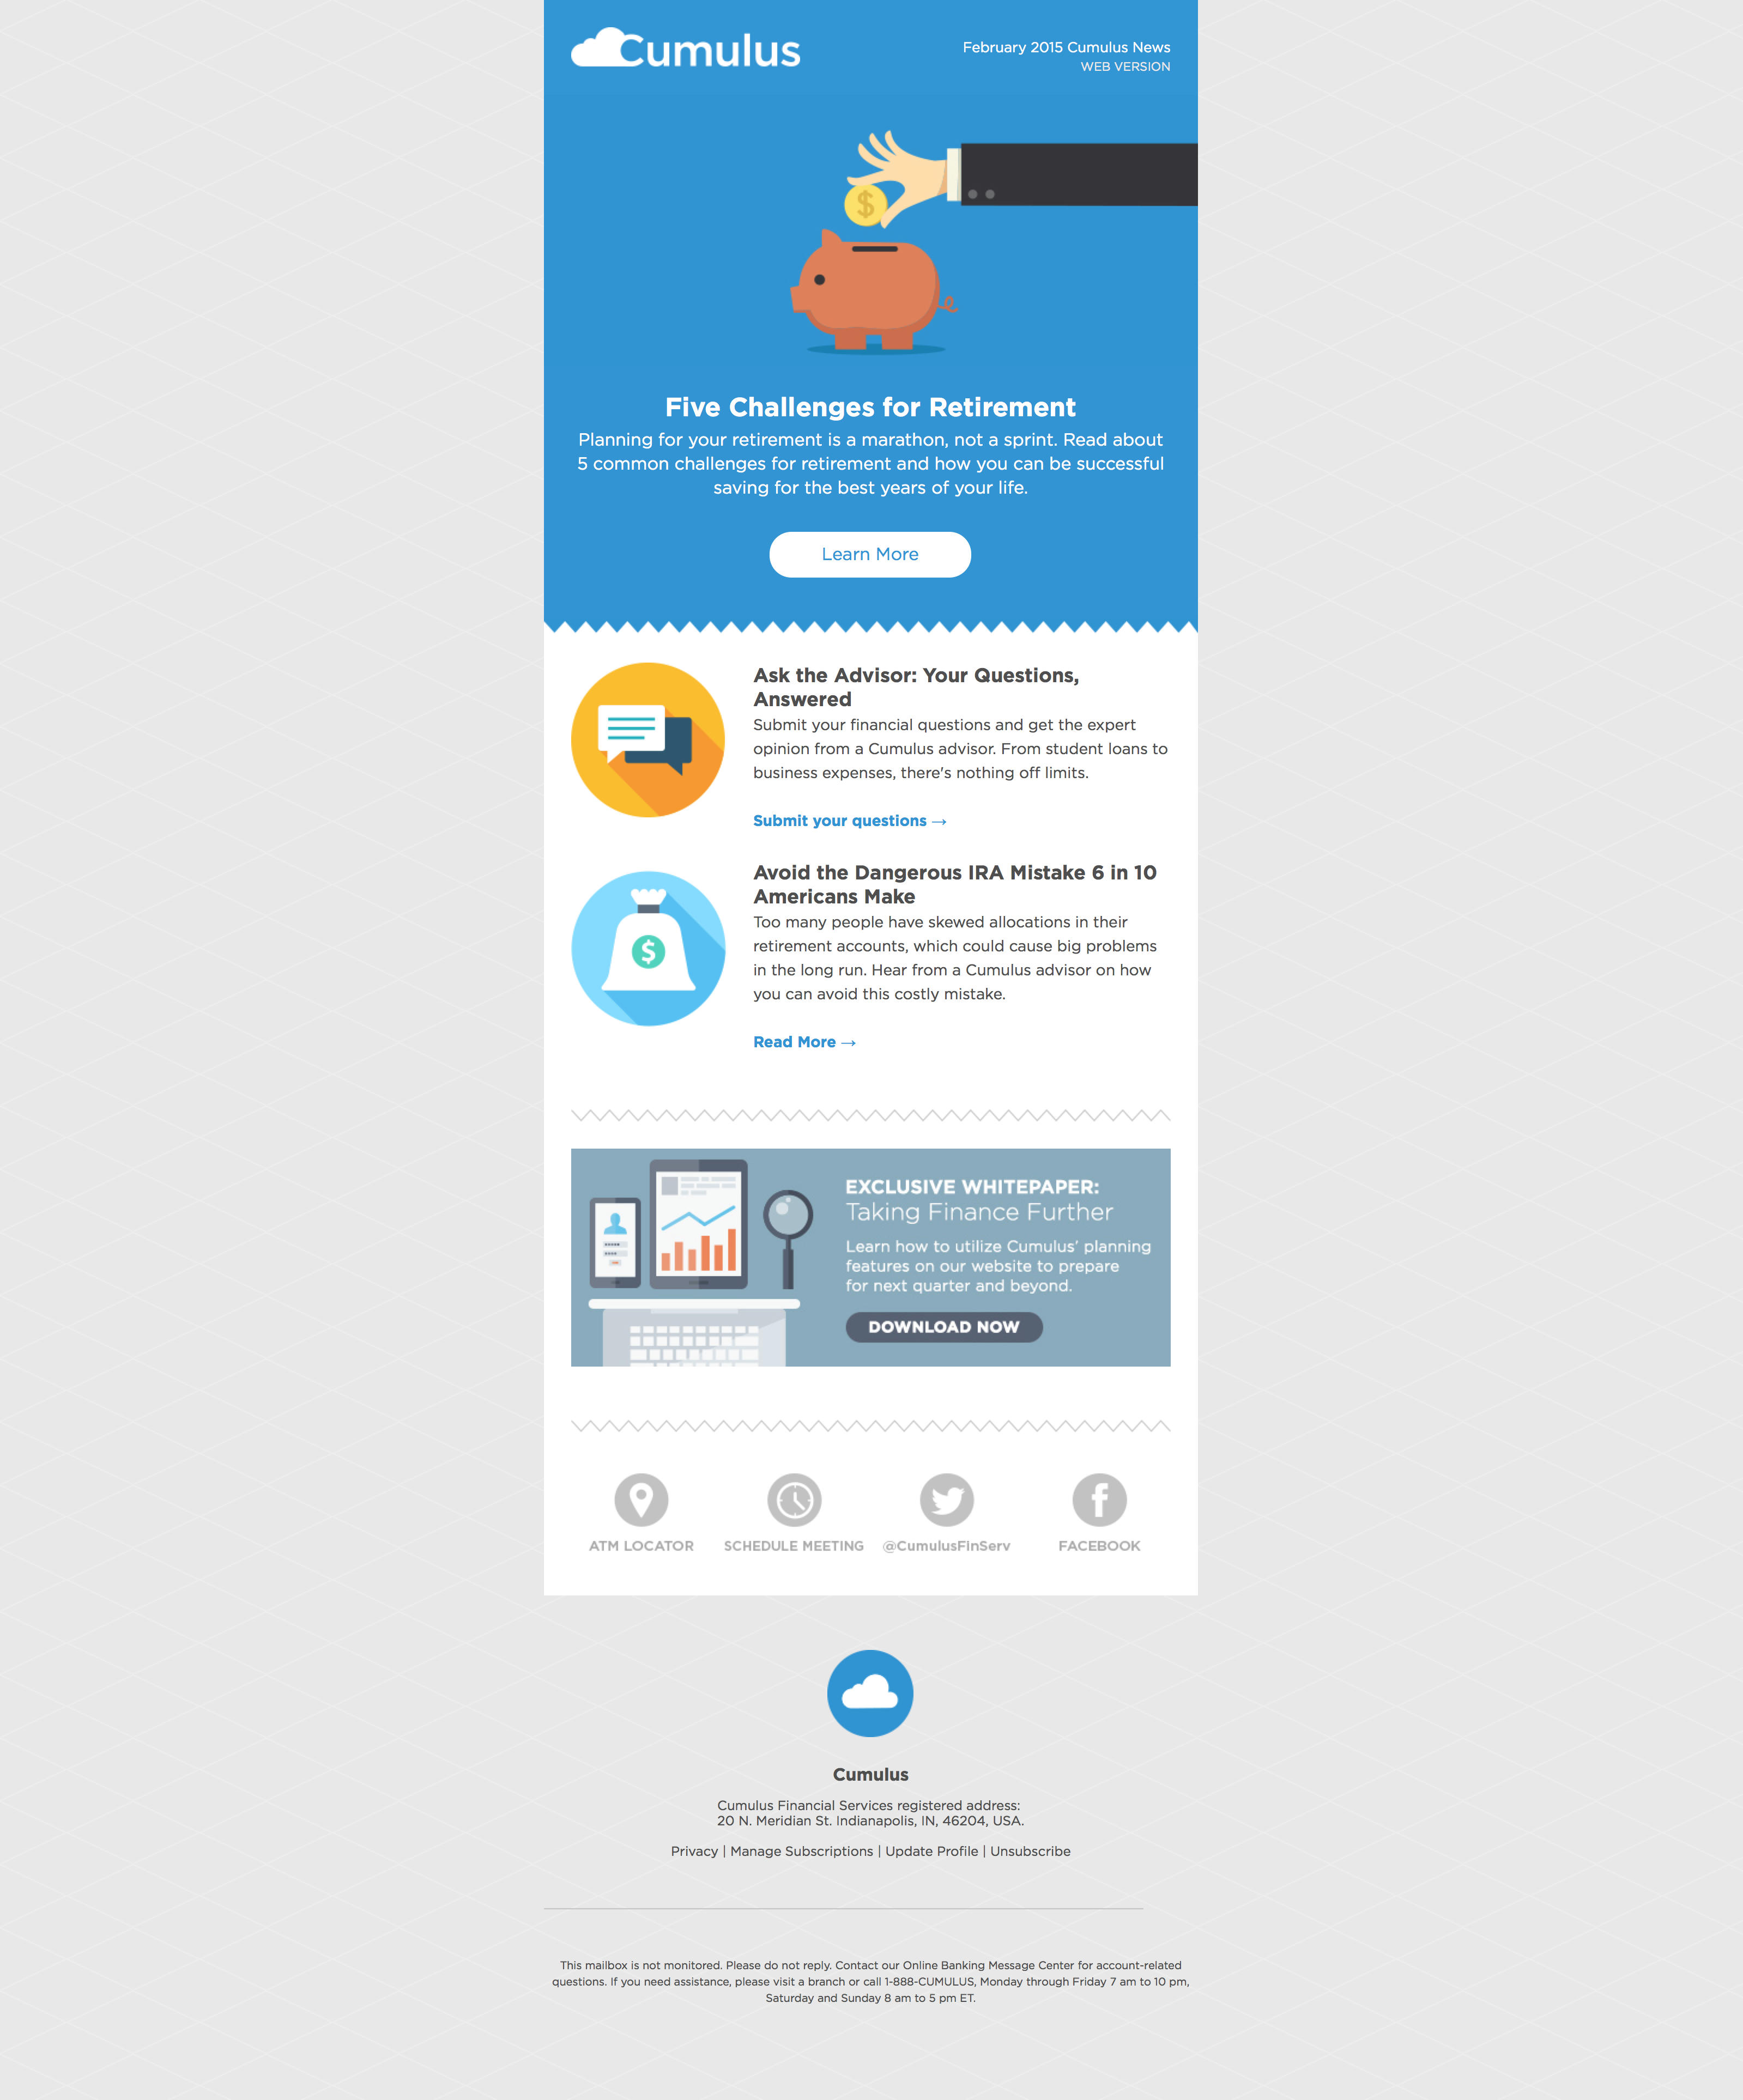 Cumulus
February 2015 Cumulus News
WEB VERSION
$
Five Challenges for Retirement
Planning for your retirement is a marathon, not a sprint. Read about
5 common challenges for retirement and how you can be successful
saving for the best years of your life.
Learn More
Ask the Advisor: Your Questions,
Answered
Submit your financial questions and get the expert
opinion from a Cumulus advisor. From student loans to
business expenses, there's nothing off limits.
Submit your questions →
$
Avoid the Dangerous IRA Mistake 6 in 10
Americans Make
Too many people have skewed allocations in their
retirement accounts, which could cause big problems
in the long run. Hear from a Cumulus advisor on how
you can avoid this costly mistake.
Read More →
EXCLUSIVE WHITEPAPER:
Taking Finance Further
Learn how to utilize Cumulus' planning
features on our website to prepare
for next quarter and beyond.
DOWNLOAD NOW
ATM LOCATOR
SCHEDULE MEETING
@CumulusFinServ
FACEBOOK
Cumulus
Cumulus Financial Services registered address:
20 N. Meridian St. Indianapolis, IN, 46204, USA.
Privacy | Manage Subscriptions | Update Profile | Unsubscribe
This mailbox is not monitored. Please do not reply. Contact our Online Banking Message Center for account-related
questions. If you need assistance, please visit a branch or call 1-888-CUMULUS, Monday through Friday 7 am to 10 pm,
Saturday and Sunday 8 am to 5 pm ET.